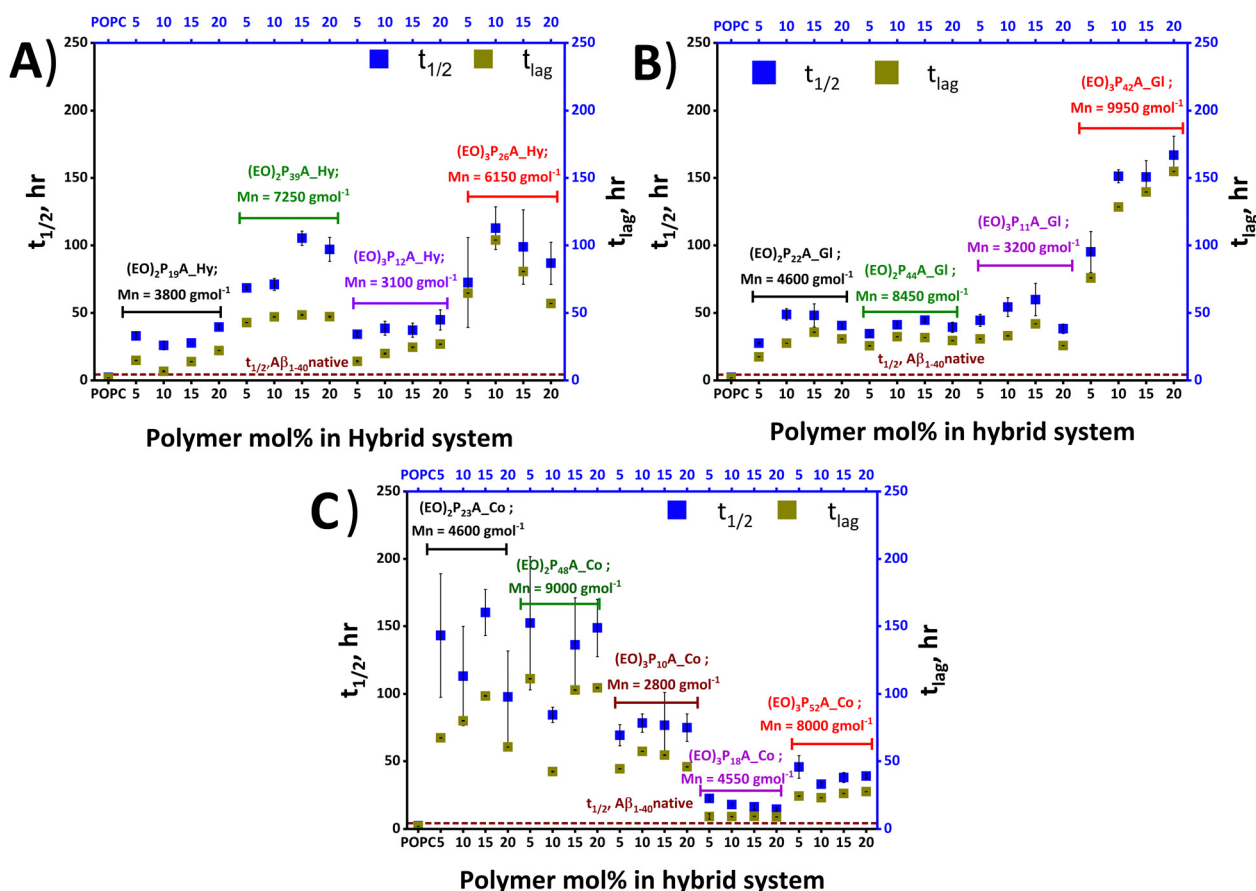 POPC 5 10 15 20 5 10 15 20 5 10 15 20 5 10 15 20
A)
t1/2 tlag
(EO)3P26A_Hy;
Mn = 6150 gmol-1
(EO)2P39A_Hy;
Mn = 7250 gmol-1
(EO)3P12A_Hy;
Mn = 3100 gmol-1
(EO)2P19A_Hy;
Mn = 3800 gmol-1
t1/2,Aβ1-40native
250
200
150
100
50
0
t1/2, hr
250
200
150
100
50
0
tlag, hr
POPC 5 10 15 20 5 10 15 20 5 10 15 20 5 10 15 20
Polymer mol% in Hybrid system
POPC 5 10 15 20 5 10 15 20 5 10 15 20 5 10 15 20
B)
t1/2 tlag
(EO)3P42A_Gl ;
Mn = 9950 gmol-1
(EO)3P11A_Gl ;
Mn = 3200 gmol-1
(EO)2P22A_Gl ;
Mn = 4600 gmol-1
(EO)2P44A_Gl ;
Mn = 8450 gmol-1
t1/2,Aβ1-40native
250
200
150
100
50
0
t1/2, hr
250
200
150
100
50
0
tlag, hr
POPC 5 10 15 20 5 10 15 20 5 10 15 20 5 10 15 20
Polymer mol% in hybrid system
POPC 5 10 15 20 5 10 15 20 5 10 15 20 5 10 15 20 5 10 15 20
C)
t1/2 tlag
(EO)2P23A_Co ;
Mn = 4600 gmol-1
(EO)2P48A_Co ;
Mn = 9000 gmol-1
(EO)3P10A_Co ;
Mn = 2800 gmol-1
(EO)3P52A_Co ;
Mn = 8000 gmol-1
(EO)3P18A_Co ;
Mn = 4550 gmol-1
t1/2, Aβ1-40native
250
200
150
100
50
0
t1/2, hr
250
200
150
100
50
0
tlag, hr
POPC 5 10 15 20 5 10 15 20 5 10 15 20 5 10 15 20 5 10 15 20
Polymer mol% in hybrid system